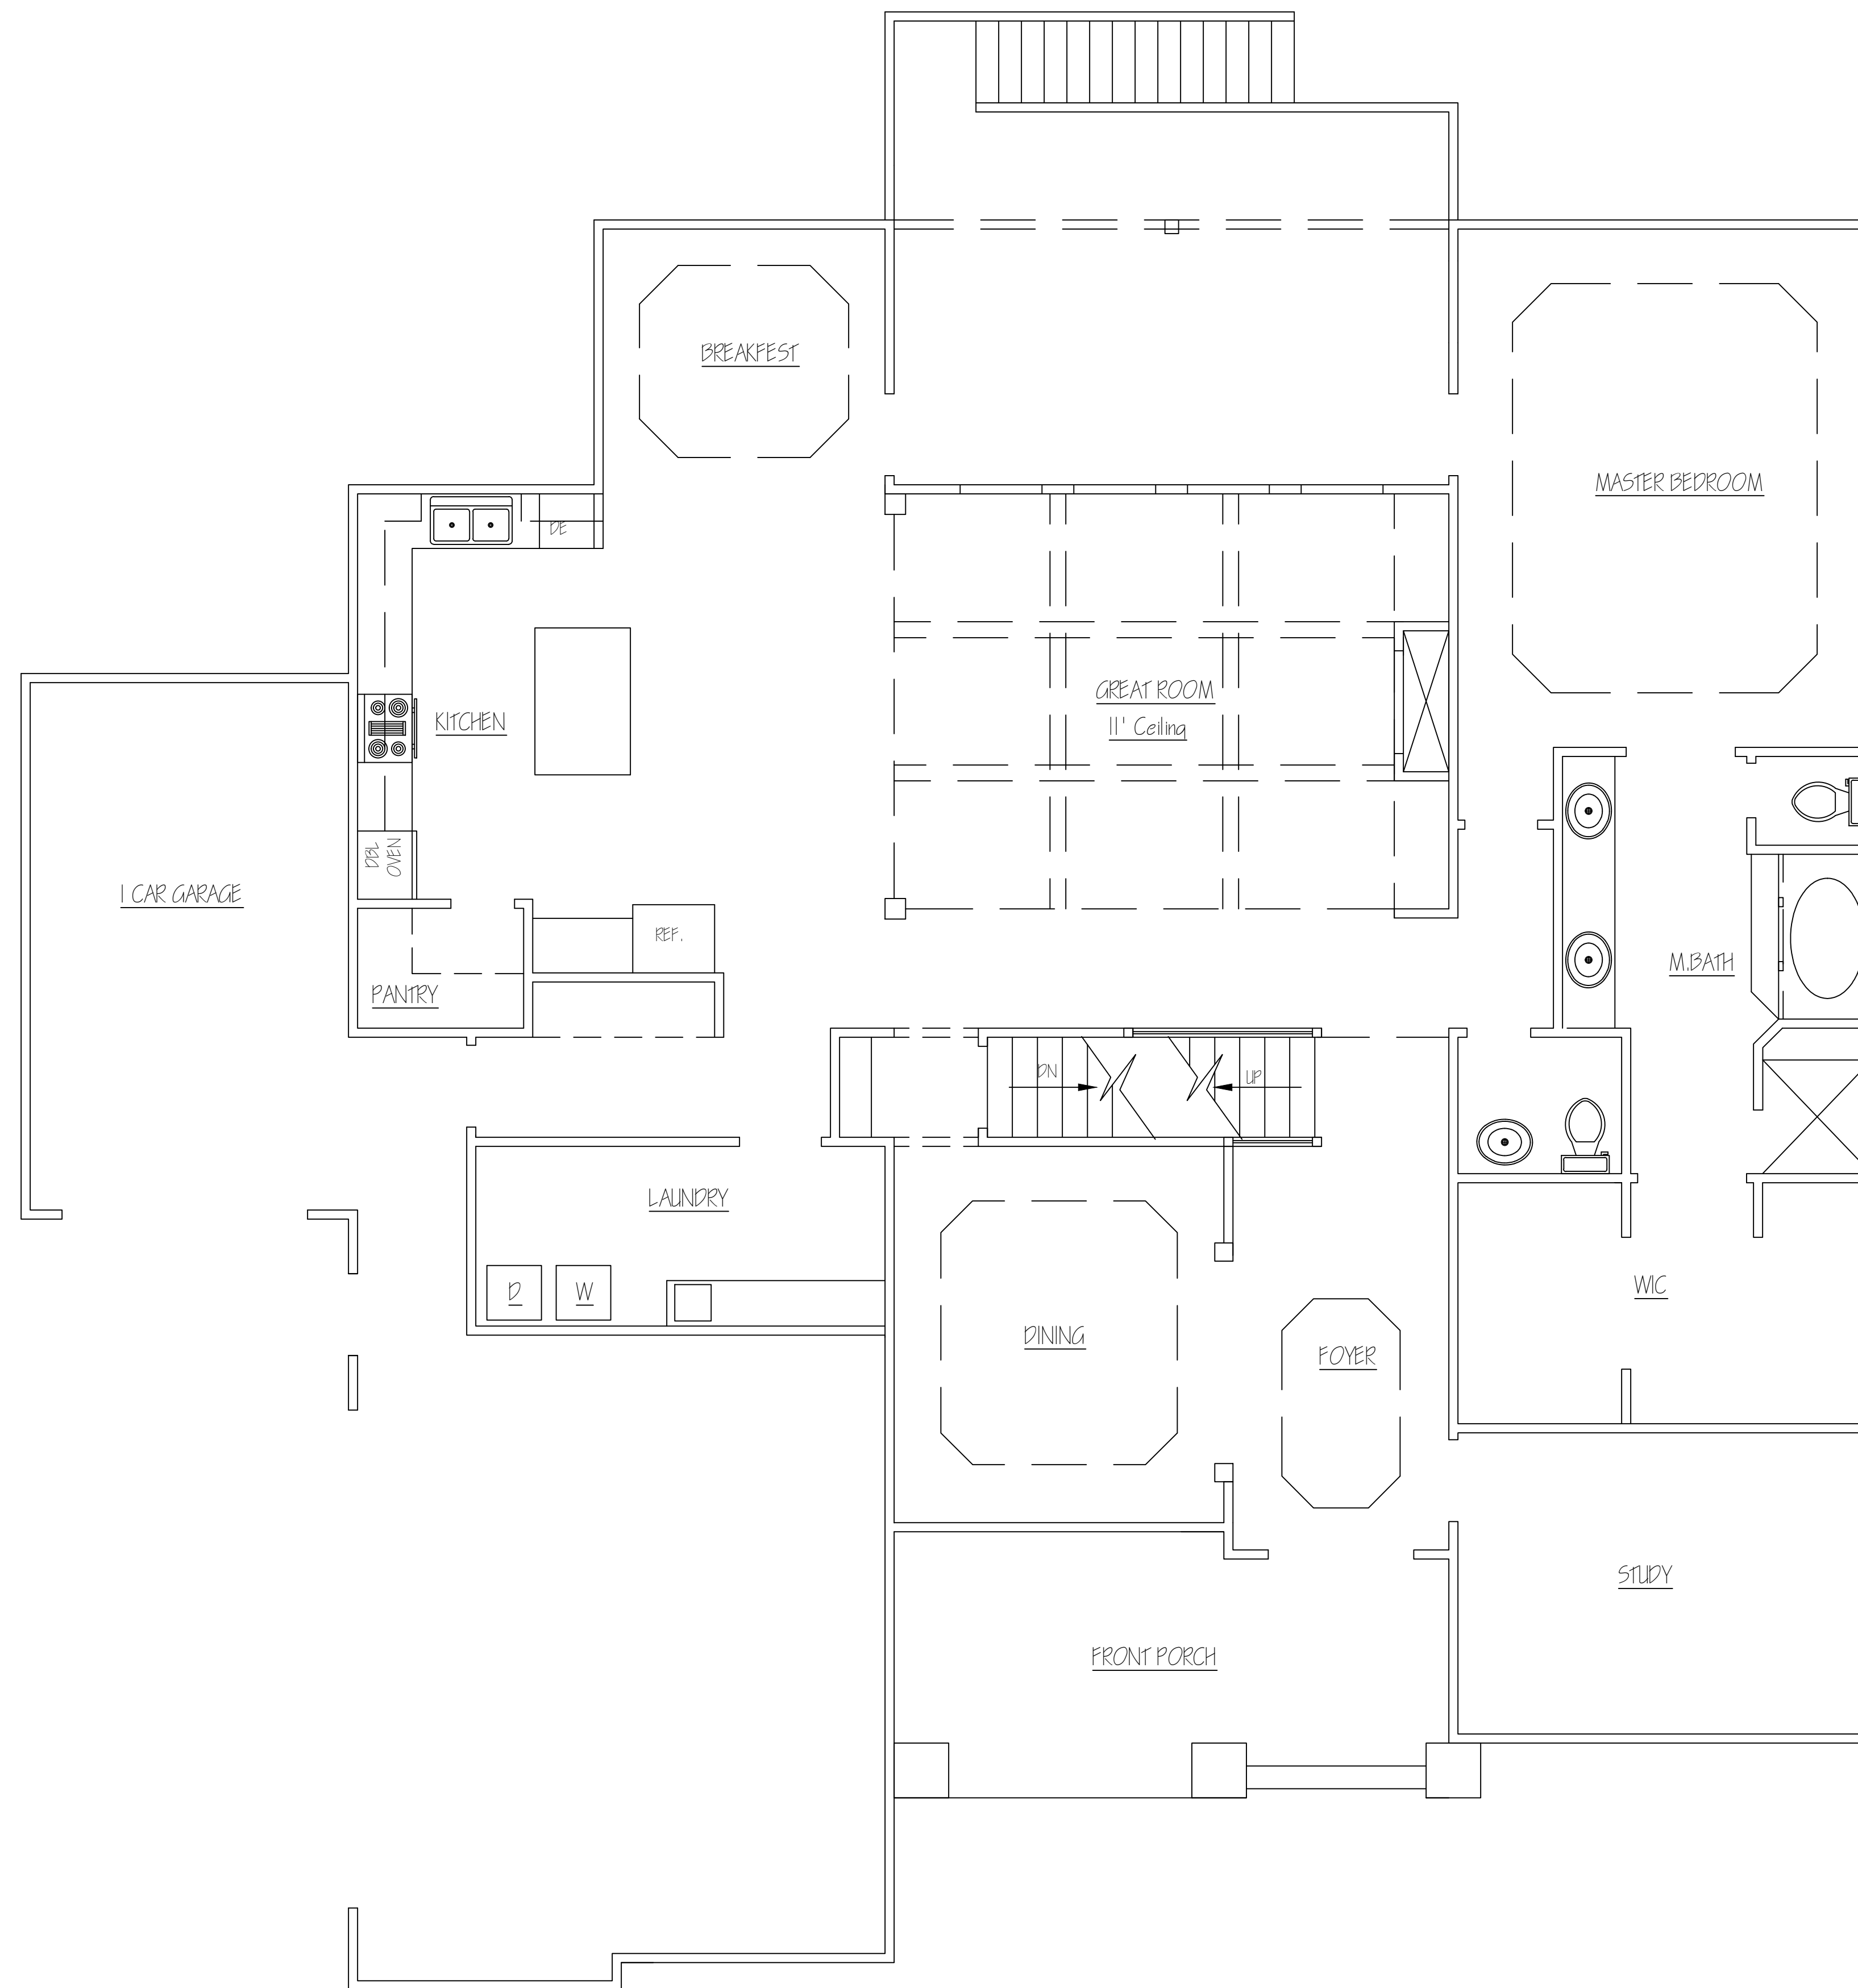 BREAKFEST
MASTER BEDROOM
DE
GREAT ROOM
11' Ceiling
KITCHEN
DBL
OVEN
1 CAR GARAGE
REF.
M.BATH
PANTRY
DN
UP
LAUNDRY
D
W
WIC
DINING
FOYER
STUDY
FRONT PORCH